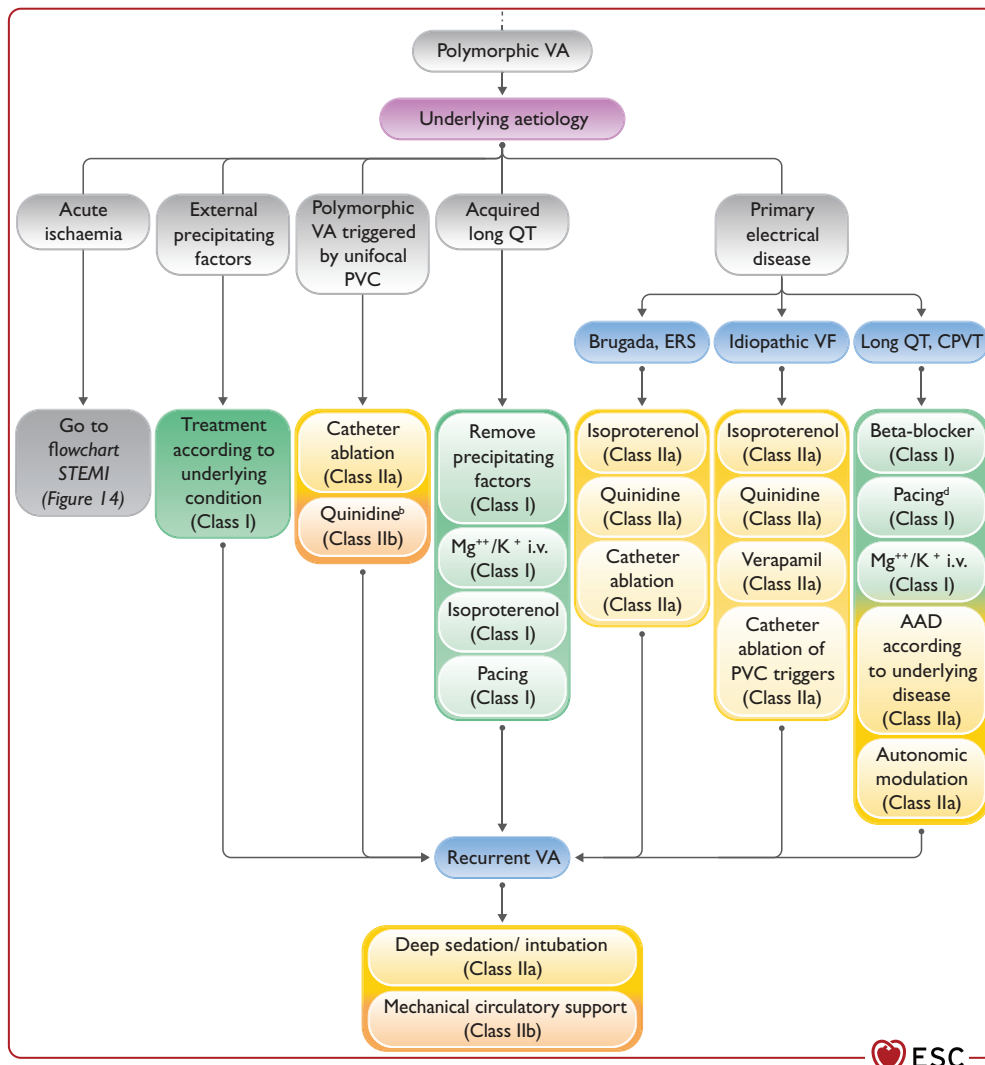 Polymorphic VA
Underlying aetiology
Acute
ischaemia
External
precipitating
factors
Polymorphic
VA triggered
by unifocal
PVC
Acquired
long QT
Primary
electrical
disease
Brugada, ERS
Idiopathic VF
Long QT, CPVT
Go to
flowchart
STEMI
(Figure 14)
Treatment
according to
underlying
condition
(Class I)
Catheter
ablation
(Class IIa)
Quinidineᵇ
(Class IIb)
Remove
precipitating
factors
(Class I)
Mg⁺⁺/K⁺ i.v.
(Class I)
Isoproterenol
(Class I)
Pacing
(Class I)
Isoproterenol
(Class IIa)
Quinidine
(Class IIa)
Catheter
ablation
(Class IIa)
Isoproterenol
(Class IIa)
Quinidine
(Class IIa)
Verapamil
(Class IIa)
Catheter
ablation of
PVC triggers
(Class IIa)
Beta-blocker
(Class I)
Pacingᵈ
(Class I)
Mg⁺⁺/K⁺ i.v.
(Class I)
AAD
according
to underlying
disease
(Class IIa)
Autonomic
modulation
(Class IIa)
Recurrent VA
Deep sedation/ intubation
(Class IIa)
Mechanical circulatory support
(Class IIb)
ESC